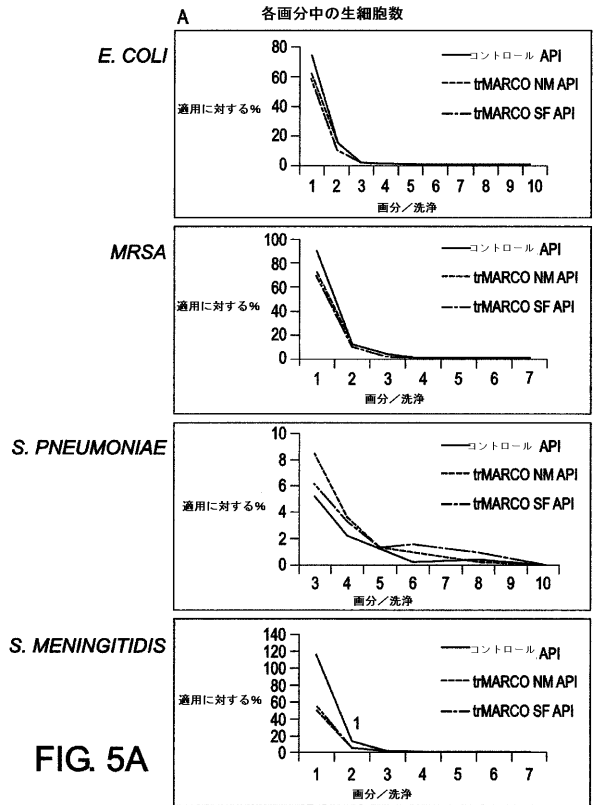 A 各画分中の生細胞数
E. COLI
80
60
40
20
0
適用に対する%
コントロール API
trMARCO NM API
trMARCO SF API
1 2 3 4 5 6 7 8 9 10
画分/洗浄
MRSA
100
80
60
40
20
0
適用に対する%
コントロール API
trMARCO NM API
trMARCO SF API
1 2 3 4 5 6 7
画分/洗浄
S. PNEUMONIAE
10
8
6
4
2
0
適用に対する%
コントロール API
trMARCO NM API
trMARCO SF API
3 4 5 6 7 8 10
画分/洗浄
S. MENINGITIDIS
140
120
100
80
60
40
20
0
適用に対する%
コントロール API
trMARCO NM API
trMARCO SF API
1
1 2 3 4 5 6 7
画分/洗浄
FIG. 5A